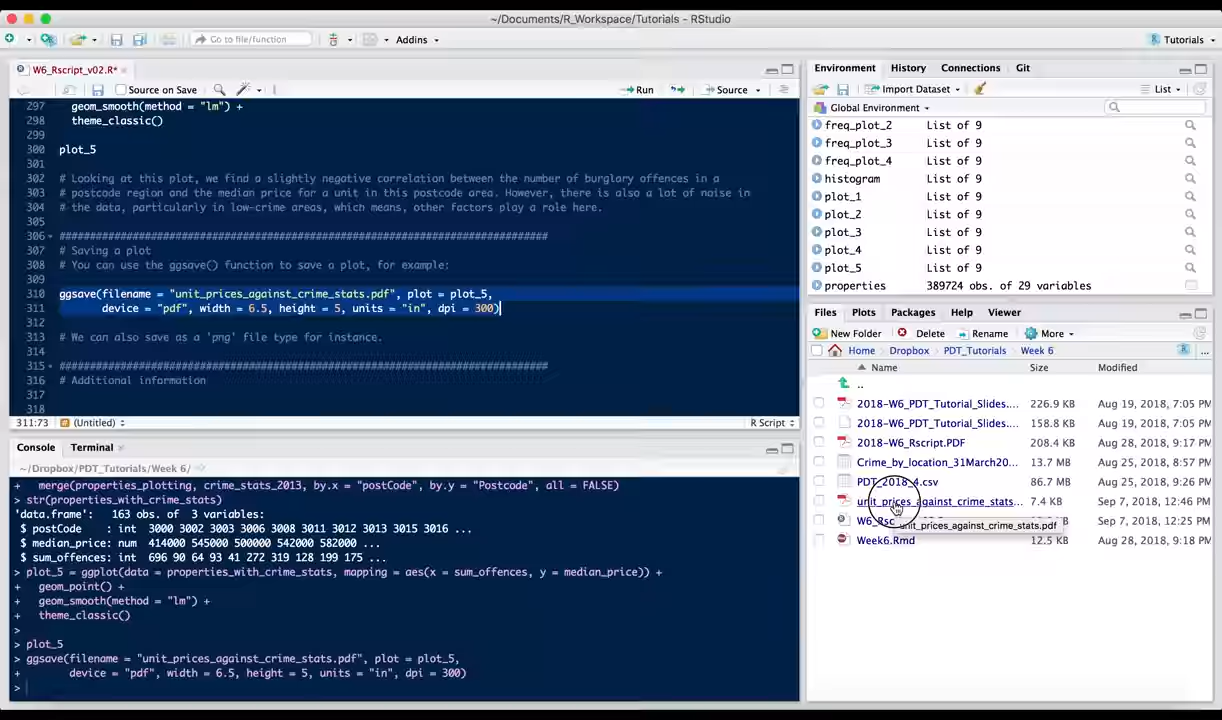 ~/Documents/R_Workspace/Tutorials - RStudio
Go to file/function
Addins
Tutorials
W6_Rscript_v02.R*
Source on Save
Run
Source
297 geom_smooth(method = "lm") +
298 theme_classic()
299
300 plot_5
301
302 # Looking at this plot, we find a slightly negative correlation between the number of burglary offences in a
303 # postcode region and the median price for a unit in this postcode area. However, there is also a lot of noise in
304 # the data, particularly in low-crime areas, which means, other factors play a role here.
305
306 ################################################################################
307 # Saving a plot
308 # You can use the ggsave() function to save a plot, for example:
309
310 ggsave(filename = "unit_prices_against_crime_stats.pdf", plot = plot_5,
311 device = "pdf", width = 6.5, height = 5, units = "in", dpi = 300)
312
313 # We can also save as a 'png' file type for instance.
314
315 ################################################################################
316 # Additional information
317
318
311:73 (Untitled) R Script
Console Terminal
~/Dropbox/PDT_Tutorials/Week 6/
+ merge(properties_plotting, crime_stats_2013, by.x = "postCode", by.y = "Postcode", all = FALSE)
> str(properties_with_crime_stats)
'data.frame': 163 obs. of 3 variables:
$ postCode : int 3000 3002 3003 3006 3008 3011 3012 3013 3015 3016 ...
$ median_price: num 414000 545000 500000 542000 582000 ...
$ sum_offences: int 696 90 64 93 41 272 319 128 199 175 ...
> plot_5 = ggplot(data = properties_with_crime_stats, mapping = aes(x = sum_offences, y = median_price)) +
+ geom_point() +
+ geom_smooth(method = "lm") +
+ theme_classic()
>
> plot_5
> ggsave(filename = "unit_prices_against_crime_stats.pdf", plot = plot_5,
+ device = "pdf", width = 6.5, height = 5, units = "in", dpi = 300)
>
Environment History Connections Git
Import Dataset List
Global Environment
freq_plot_2 List of 9
freq_plot_3 List of 9
freq_plot_4 List of 9
histogram List of 9
plot_1 List of 9
plot_2 List of 9
plot_3 List of 9
plot_4 List of 9
plot_5 List of 9
properties 389724 obs. of 29 variables
Files Plots Packages Help Viewer
New Folder Delete Rename More
Home Dropbox PDT_Tutorials Week 6 ...
Name Size Modified
..
2018-W6_PDT_Tutorial_Slides.... 226.9 KB Aug 19, 2018, 7:05 PM
2018-W6_PDT_Tutorial_Slides.... 158.8 KB Aug 19, 2018, 7:05 PM
2018-W6_Rscript.PDF 208.4 KB Aug 28, 2018, 9:17 PM
Crime_by_location_31March20... 13.7 MB Aug 25, 2018, 8:57 PM
PDT_2018_4.csv 86.7 MB Aug 25, 2018, 9:26 PM
unit_prices_against_crime_stats... 7.4 KB Sep 7, 2018, 12:46 PM
W6_Rsc Sep 7, 2018, 12:25 PM
unit_prices_against_crime_stats.pdf
Week6.Rmd 12.5 KB Aug 28, 2018, 9:18 PM